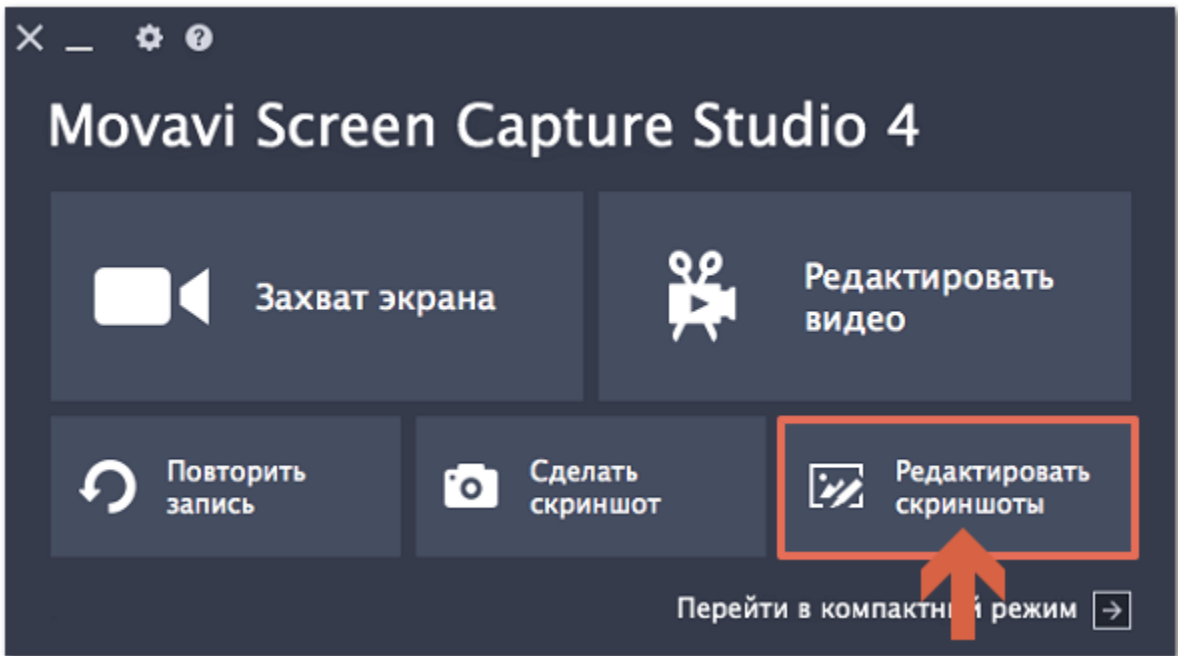 Movavi Screen Capture Studio 4
Захват экрана
Редактировать
видео
Повторить
запись
Сделать
скриншот
Редактировать
скриншоты
Перейти в компактный режим